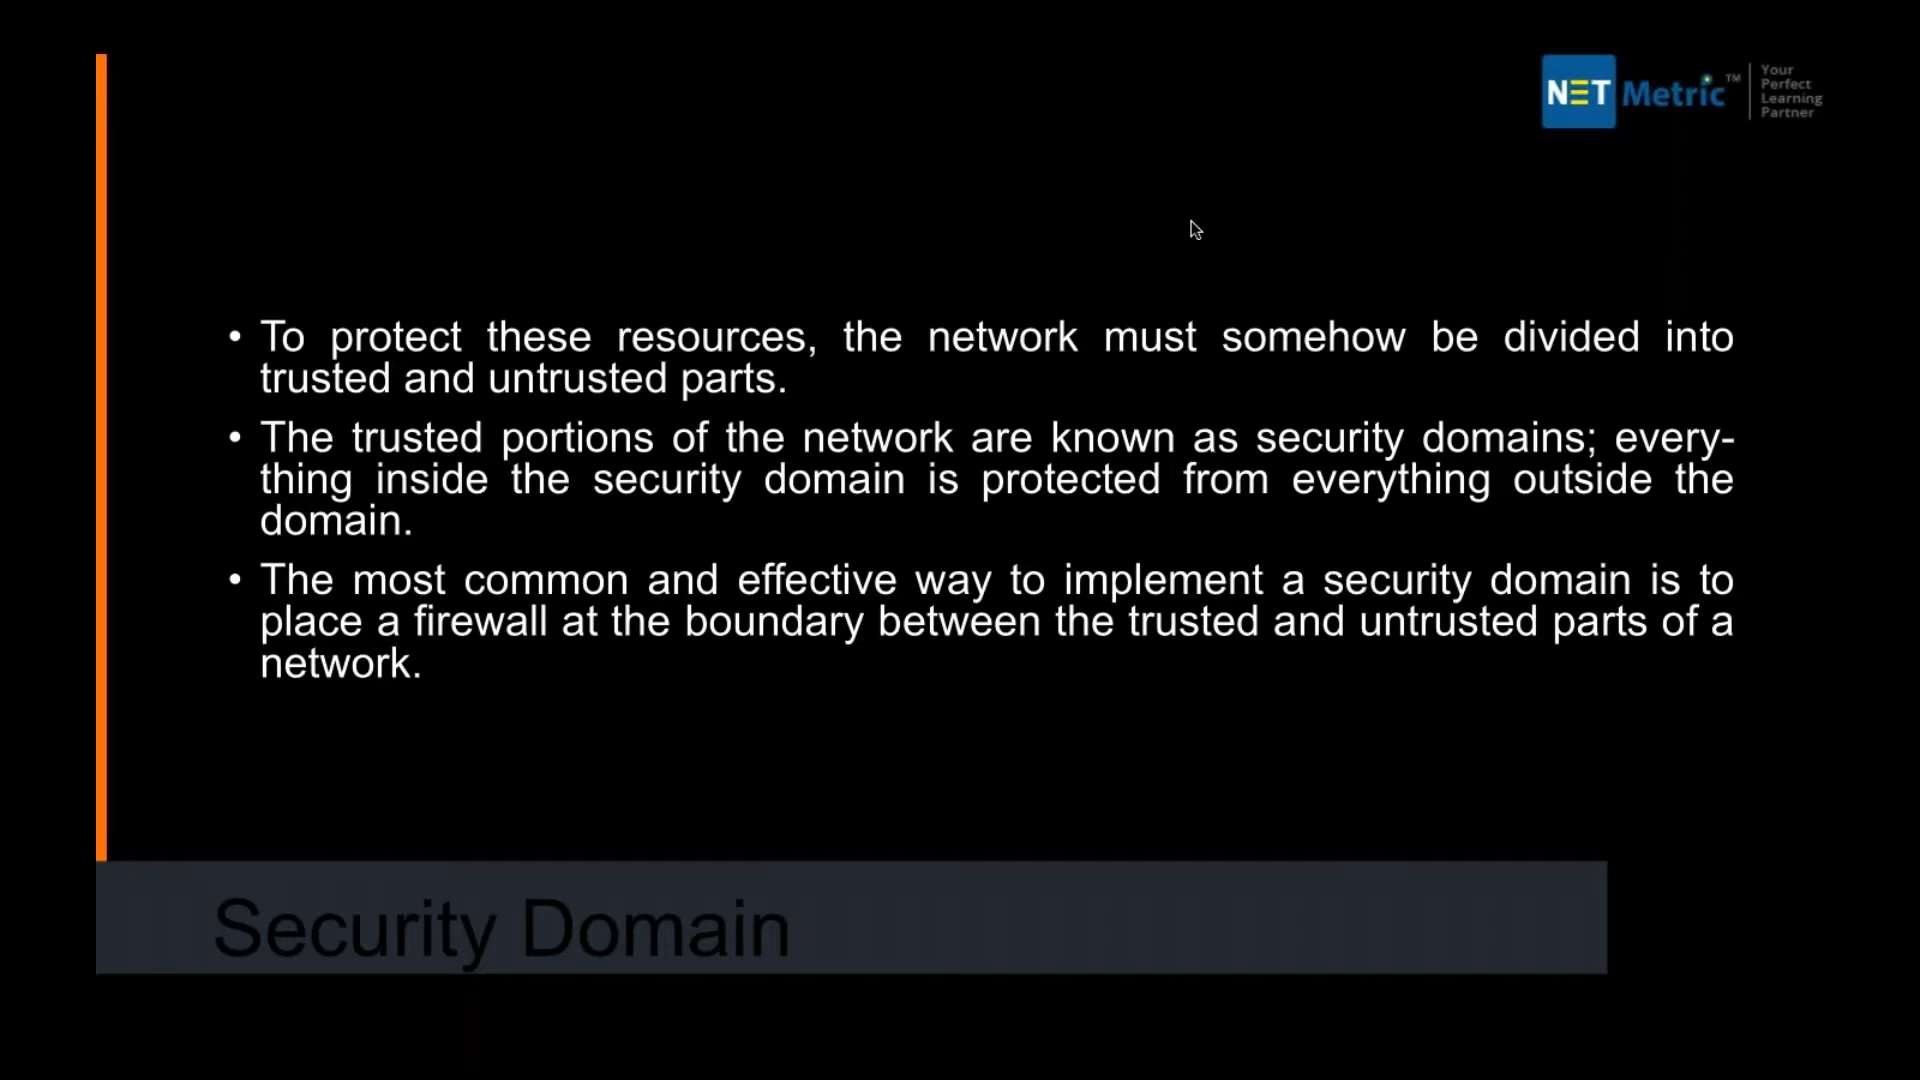 NET Metric™
Your
Perfect
Learning
Partner
• To protect these resources, the network must somehow be divided into
trusted and untrusted parts.
• The trusted portions of the network are known as security domains; every-
thing inside the security domain is protected from everything outside the
domain.
• The most common and effective way to implement a security domain is to
place a firewall at the boundary between the trusted and untrusted parts of a
network.
Security Domain